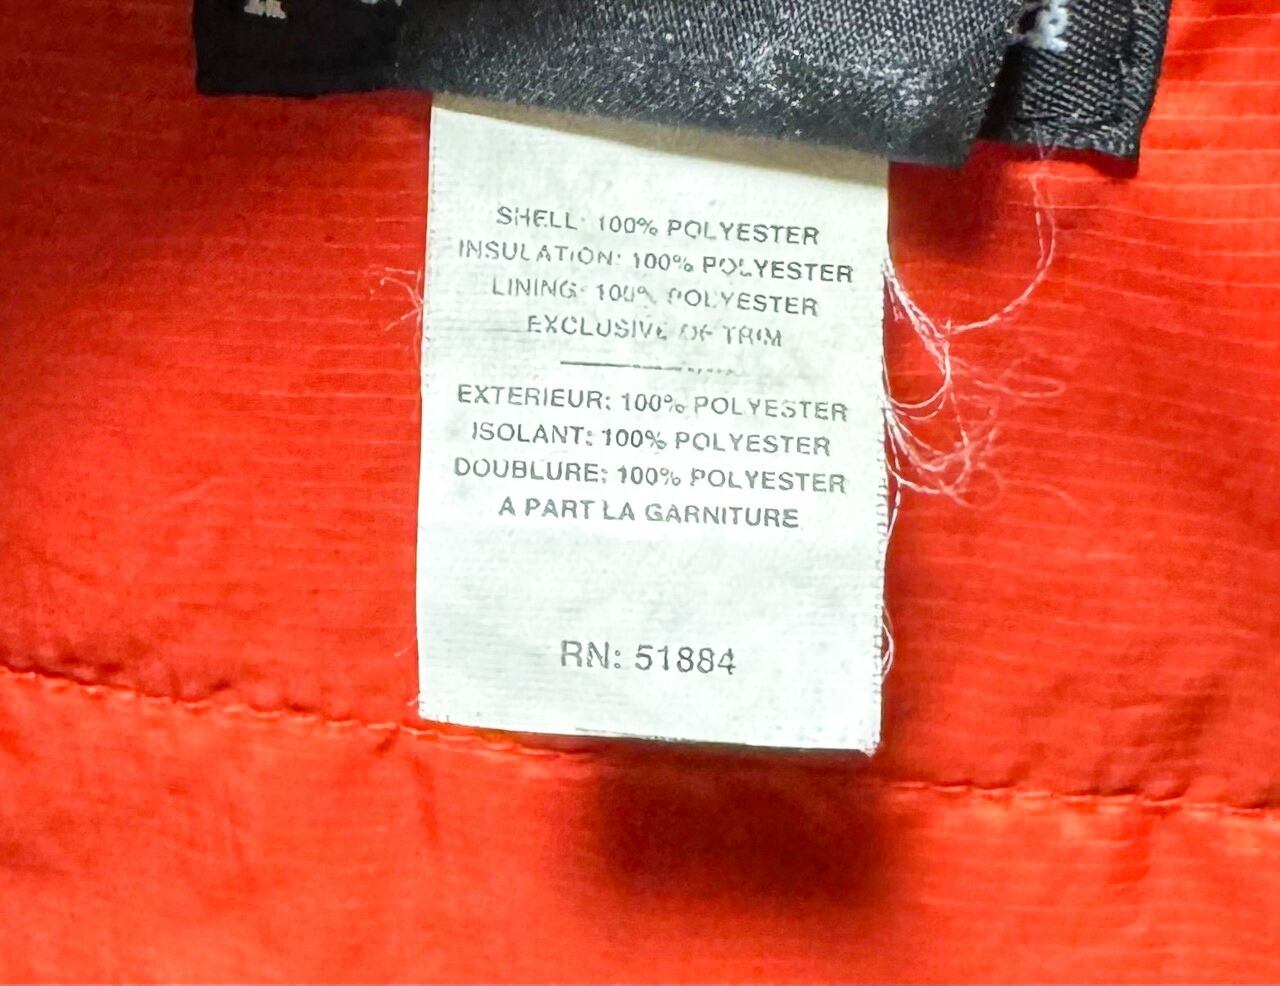 SHELL: 100% POLYESTER
INSULATION: 100% POLYESTER
LINING: 100% POLYESTER
EXCLUSIVE OF TRIM
EXTERIEUR: 100% POLYESTER
ISOLANT: 100% POLYESTER
DOUBLURE: 100% POLYESTER
A PART LA GARNITURE
RN: 51884